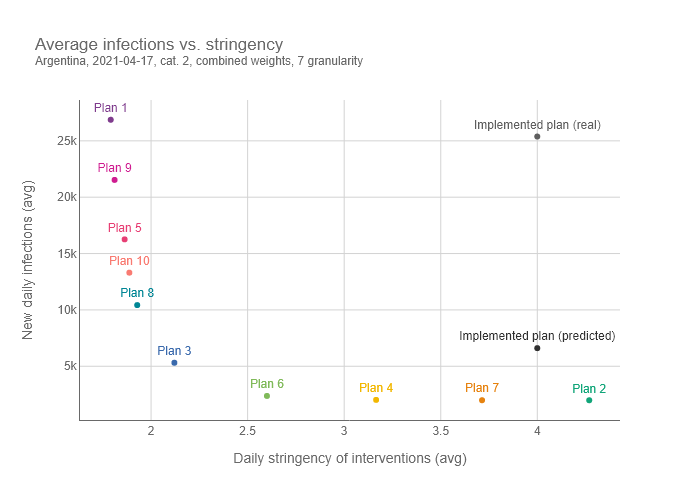 Average infections vs. stringency
Argentina, 2021-04-17, cat. 2, combined weights, 7 granularity
Plan 1
Implemented plan (real)
25k
Plan 9
20k
Plan 5
15k
Plan 10
Plan 8
10k
Implemented plan (predicted)
Plan 3
5k
Plan 6
Plan 4
Plan 7
Plan 2
New daily infections (avg)
2
2.5
3
3.5
4
Daily stringency of interventions (avg)